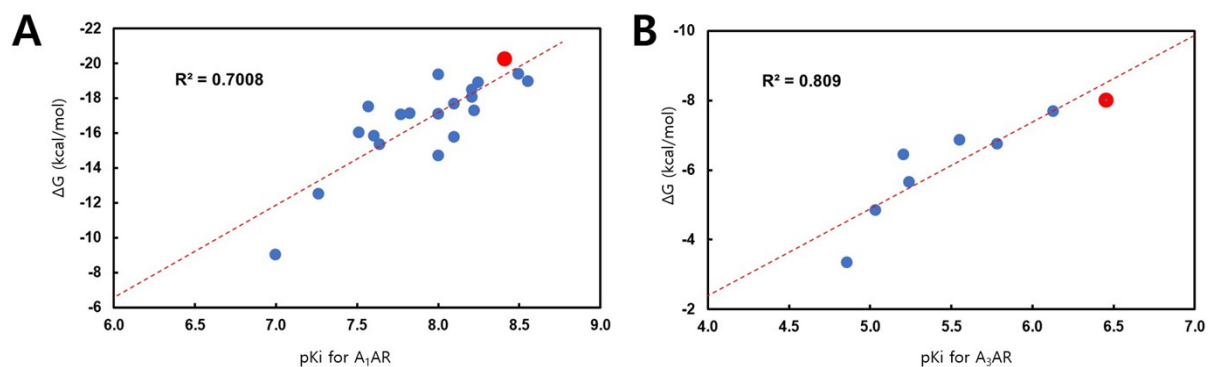 A
-22
-20
-18
-16
-14
-12
-10
-8
-6
ΔG (kcal/mol)
R² = 0.7008
6.0 6.5 7.0 7.5 8.0 8.5 9.0
pKi for A₁AR
B
-10
-8
-6
-4
-2
ΔG (kcal/mol)
R² = 0.809
4.0 4.5 5.0 5.5 6.0 6.5 7.0
pKi for A₃AR